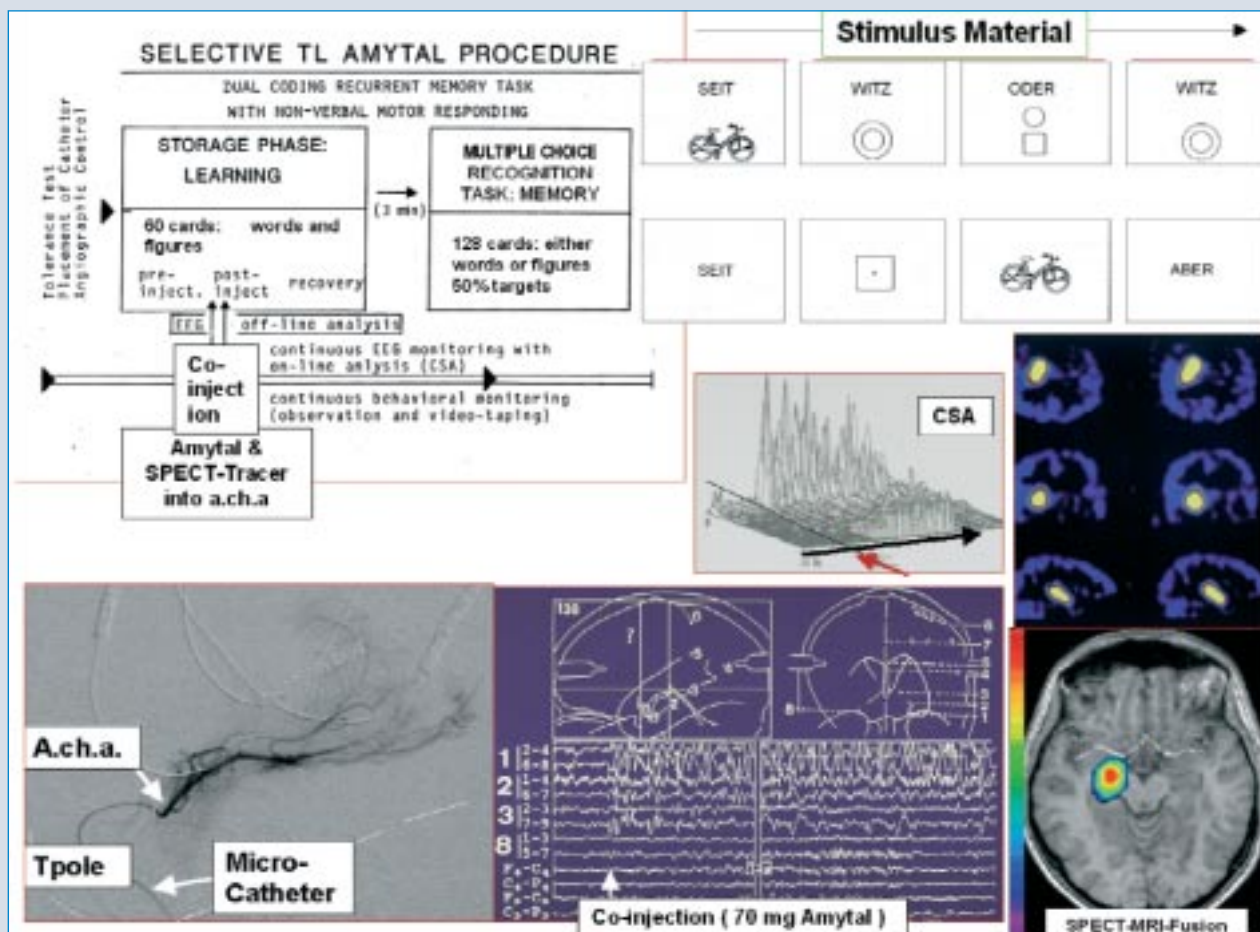 SELECTIVE TL AMYTAL PROCEDURE
DUAL CODING RECURRENT MEMORY TASK
WITH NON-VERBAL MOTOR RESPONDING
Tolerance Test
Placement of Catheter
Angiographic Control
STORAGE PHASE:
LEARNING
60 cards: words and
figures
pre-
inject.
post-
inject
recovery
(3 min)
MULTIPLE CHOICE
RECOGNITION
TASK: MEMORY
128 cards: either
words or figures
50% targets
EEG off-line analysis
Co-
inject
ion
continuous EEG monitoring with
on-line anlysis (CSA)
continuous behavioral monitoring
(observation and video-taping)
Amytal &
SPECT-Tracer
into a.ch.a
Stimulus Material
SEIT
WITZ
ODER
WITZ
SEIT
ABER
CSA
A.ch.a.
Tpole
Micro-
Catheter
138
1
2
3
8
Co-injection ( 70 mg Amytal )
SPECT-MRI-Fusion